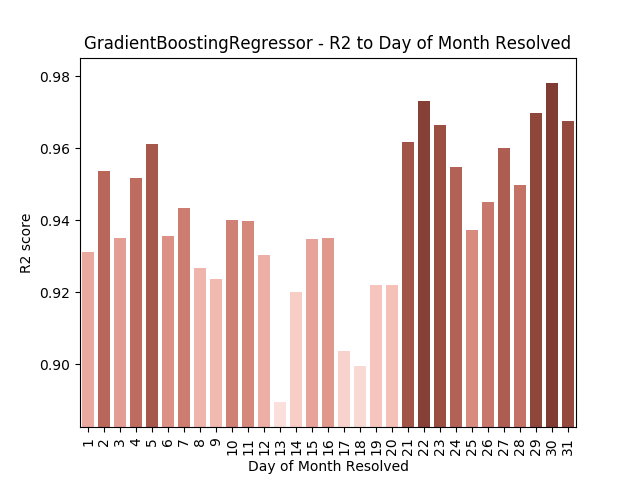 GradientBoostingRegressor - R2 to Day of Month Resolved
0.98
0.96
0.94
0.92
0.90
R2 score
1 2 3 4 5 6 7 8 9 10 11 12 13 14 15 16 17 18 19 20 21 22 23 24 25 26 27 28 29 30 31
Day of Month Resolved